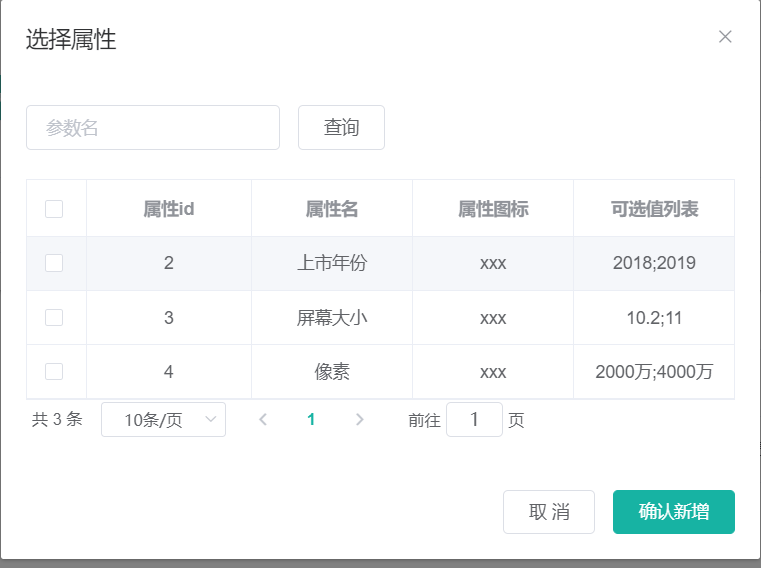 选择属性
参数名 查询
属性id 属性名 属性图标 可选值列表
2 上市年份 xxx 2018;2019
3 屏幕大小 xxx 10.2;11
4 像素 xxx 2000万;4000万
共 3 条 10条/页 1 前往 1 页
取 消 确认新增